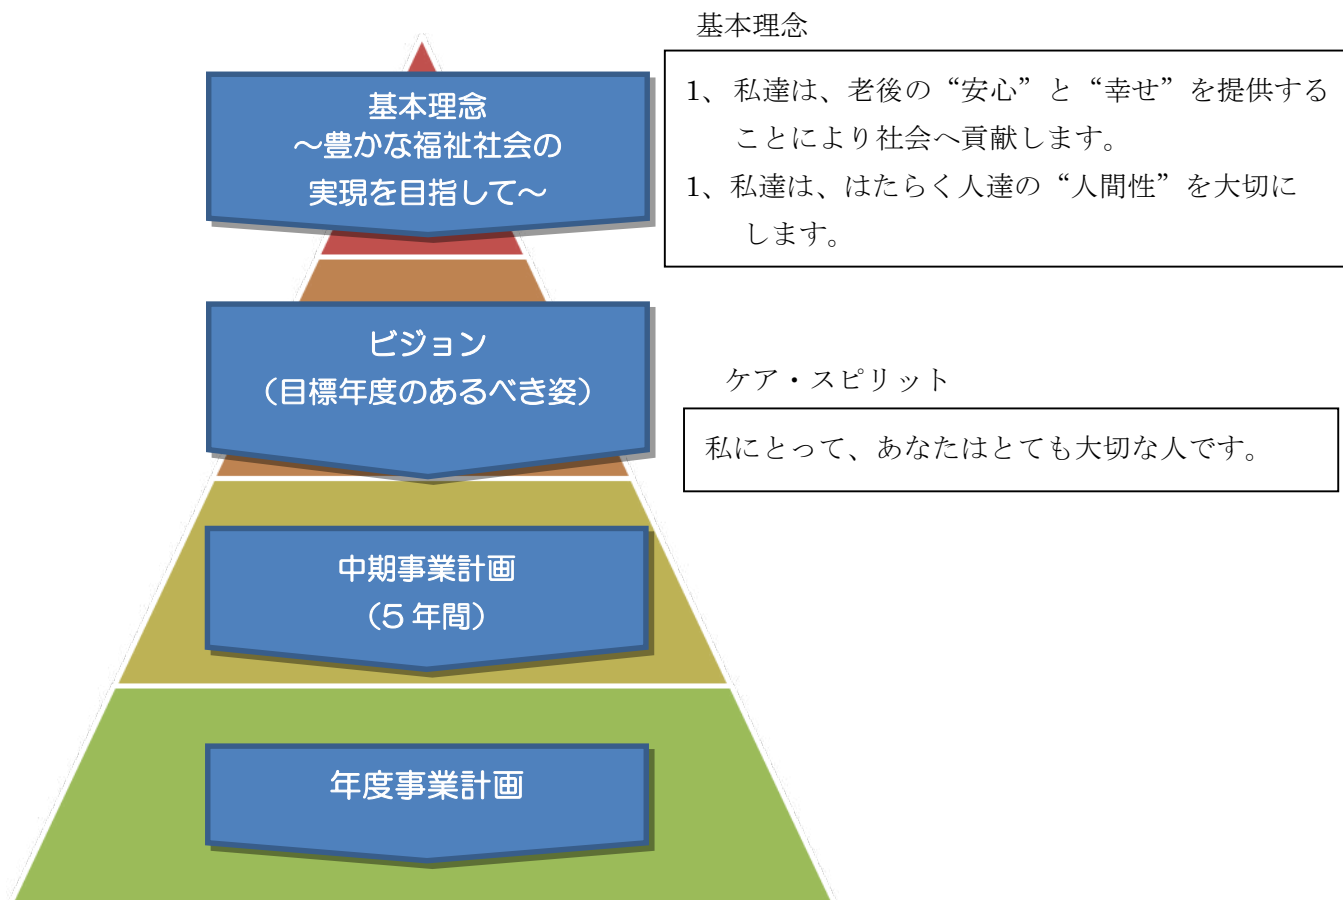 基本理念
～豊かな福祉社会の
実現を目指して～
基本理念
1、私達は、老後の“安心”と“幸せ”を提供する
ことにより社会へ貢献します。
1、私達は、はたらく人達の“人間性”を大切に
します。
ビジョン
（目標年度のあるべき姿）
ケア・スピリット
私にとって、あなたはとても大切な人です。
中期事業計画
（5 年間）
年度事業計画